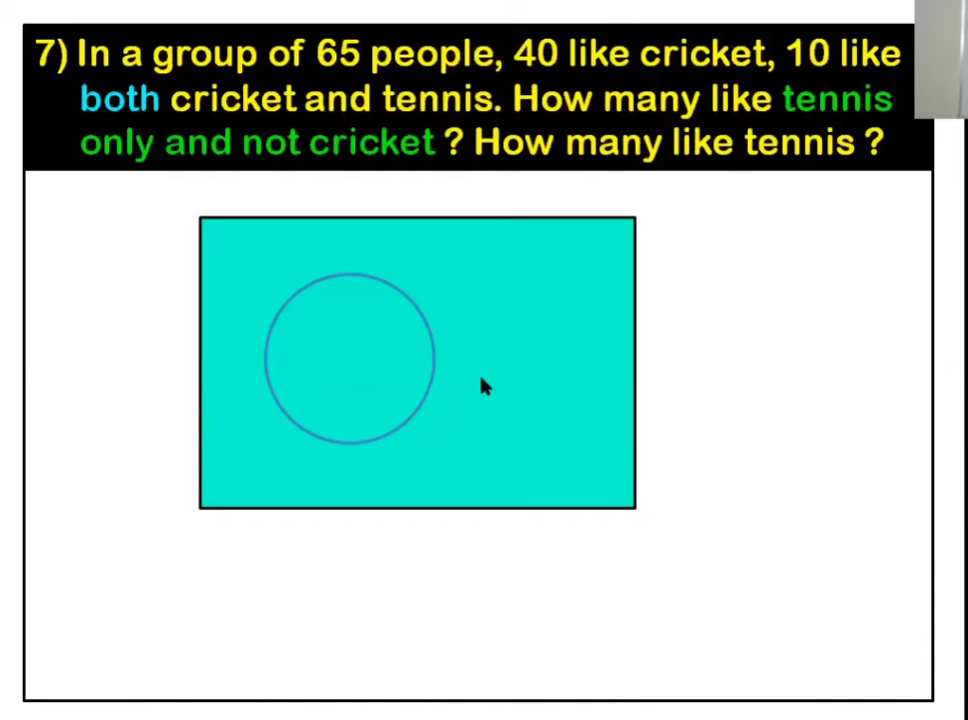 7) In a group of 65 people, 40 like cricket, 10 like
both cricket and tennis. How many like tennis
only and not cricket ? How many like tennis ?